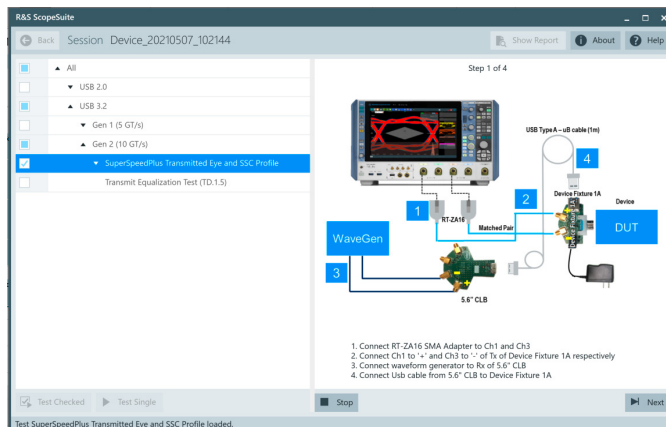 R&S ScopeSuite
Back
Session Device_20210507_102144
Show Report
About
Help
All
USB 2.0
USB 3.2
Gen 1 (5 GT/s)
Gen 2 (10 GT/s)
SuperSpeedPlus Transmitted Eye and SSC Profile
Transmit Equalization Test (TD.1.5)
Step 1 of 4
USB Type A – uB cable (1m)
4
Device Fixture 1A
Device
1
2
RT-ZA16
Matched Pair
Device Fixture 1A
DUT
WaveGen
3
5.6" CLB
1. Connect RT-ZA16 SMA Adapter to Ch1 and Ch3
2. Connect Ch1 to '+' and Ch3 to '-' of Tx of Device Fixture 1A respectively
3. Connect waveform generator to Rx of 5.6" CLB
4. Connect Usb cable from 5.6" CLB to Device Fixture 1A
Test Checked
Test Single
Stop
Next
Test SuperSpeedPlus Transmitted Eye and SSC Profile loaded.